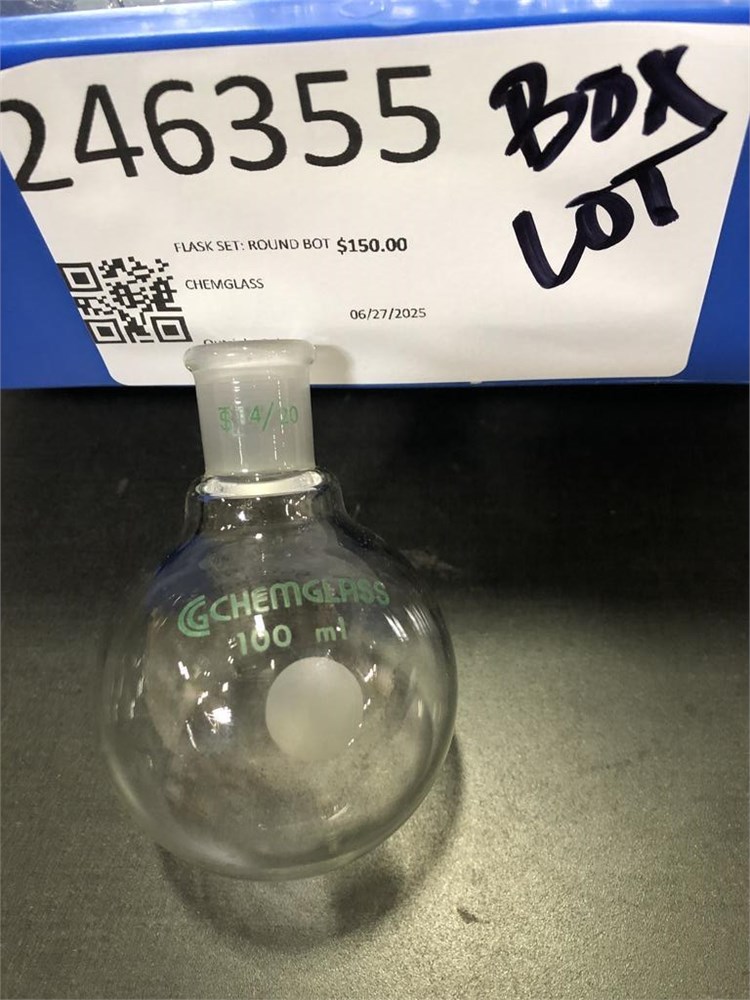 246355
BOX
LOT
FLASK SET: ROUND BOT $150.00
CHEMGLASS
06/27/2025
CHEMGLASS
100 ml